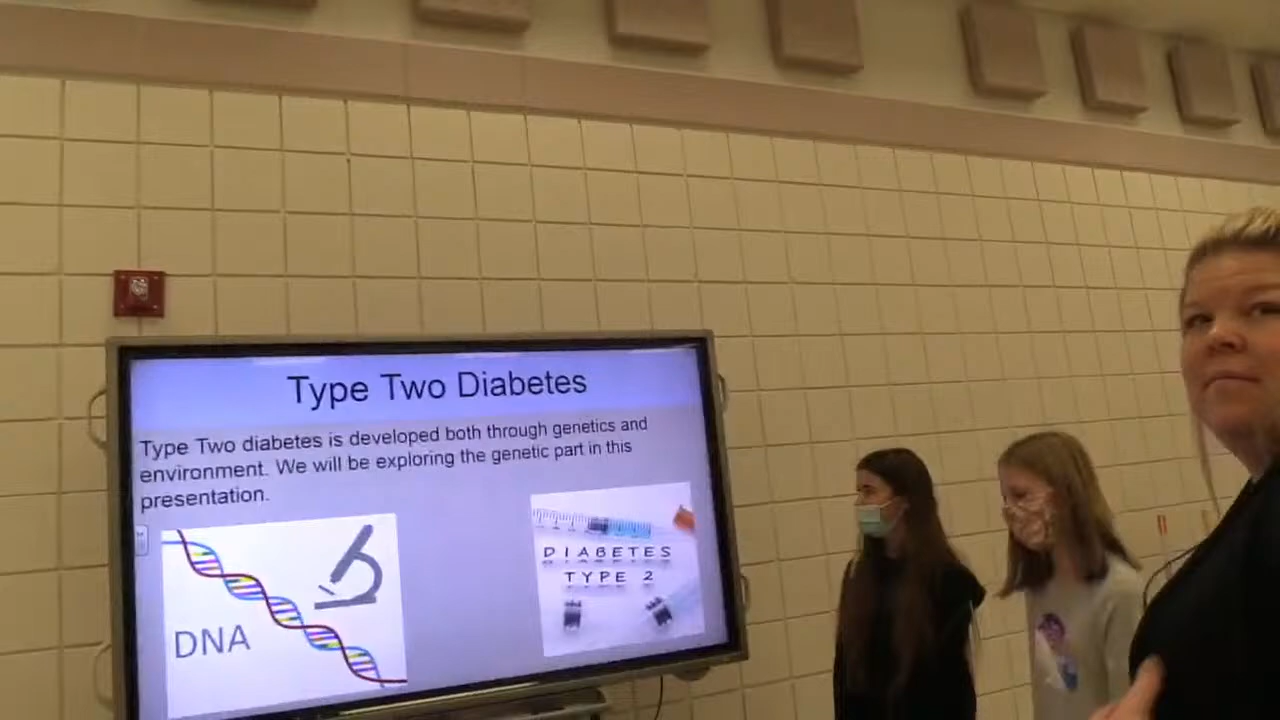 Type Two Diabetes
Type Two diabetes is developed both through genetics and
environment. We will be exploring the genetic part in this
presentation.
DNA
DIABETES
TYPE 2